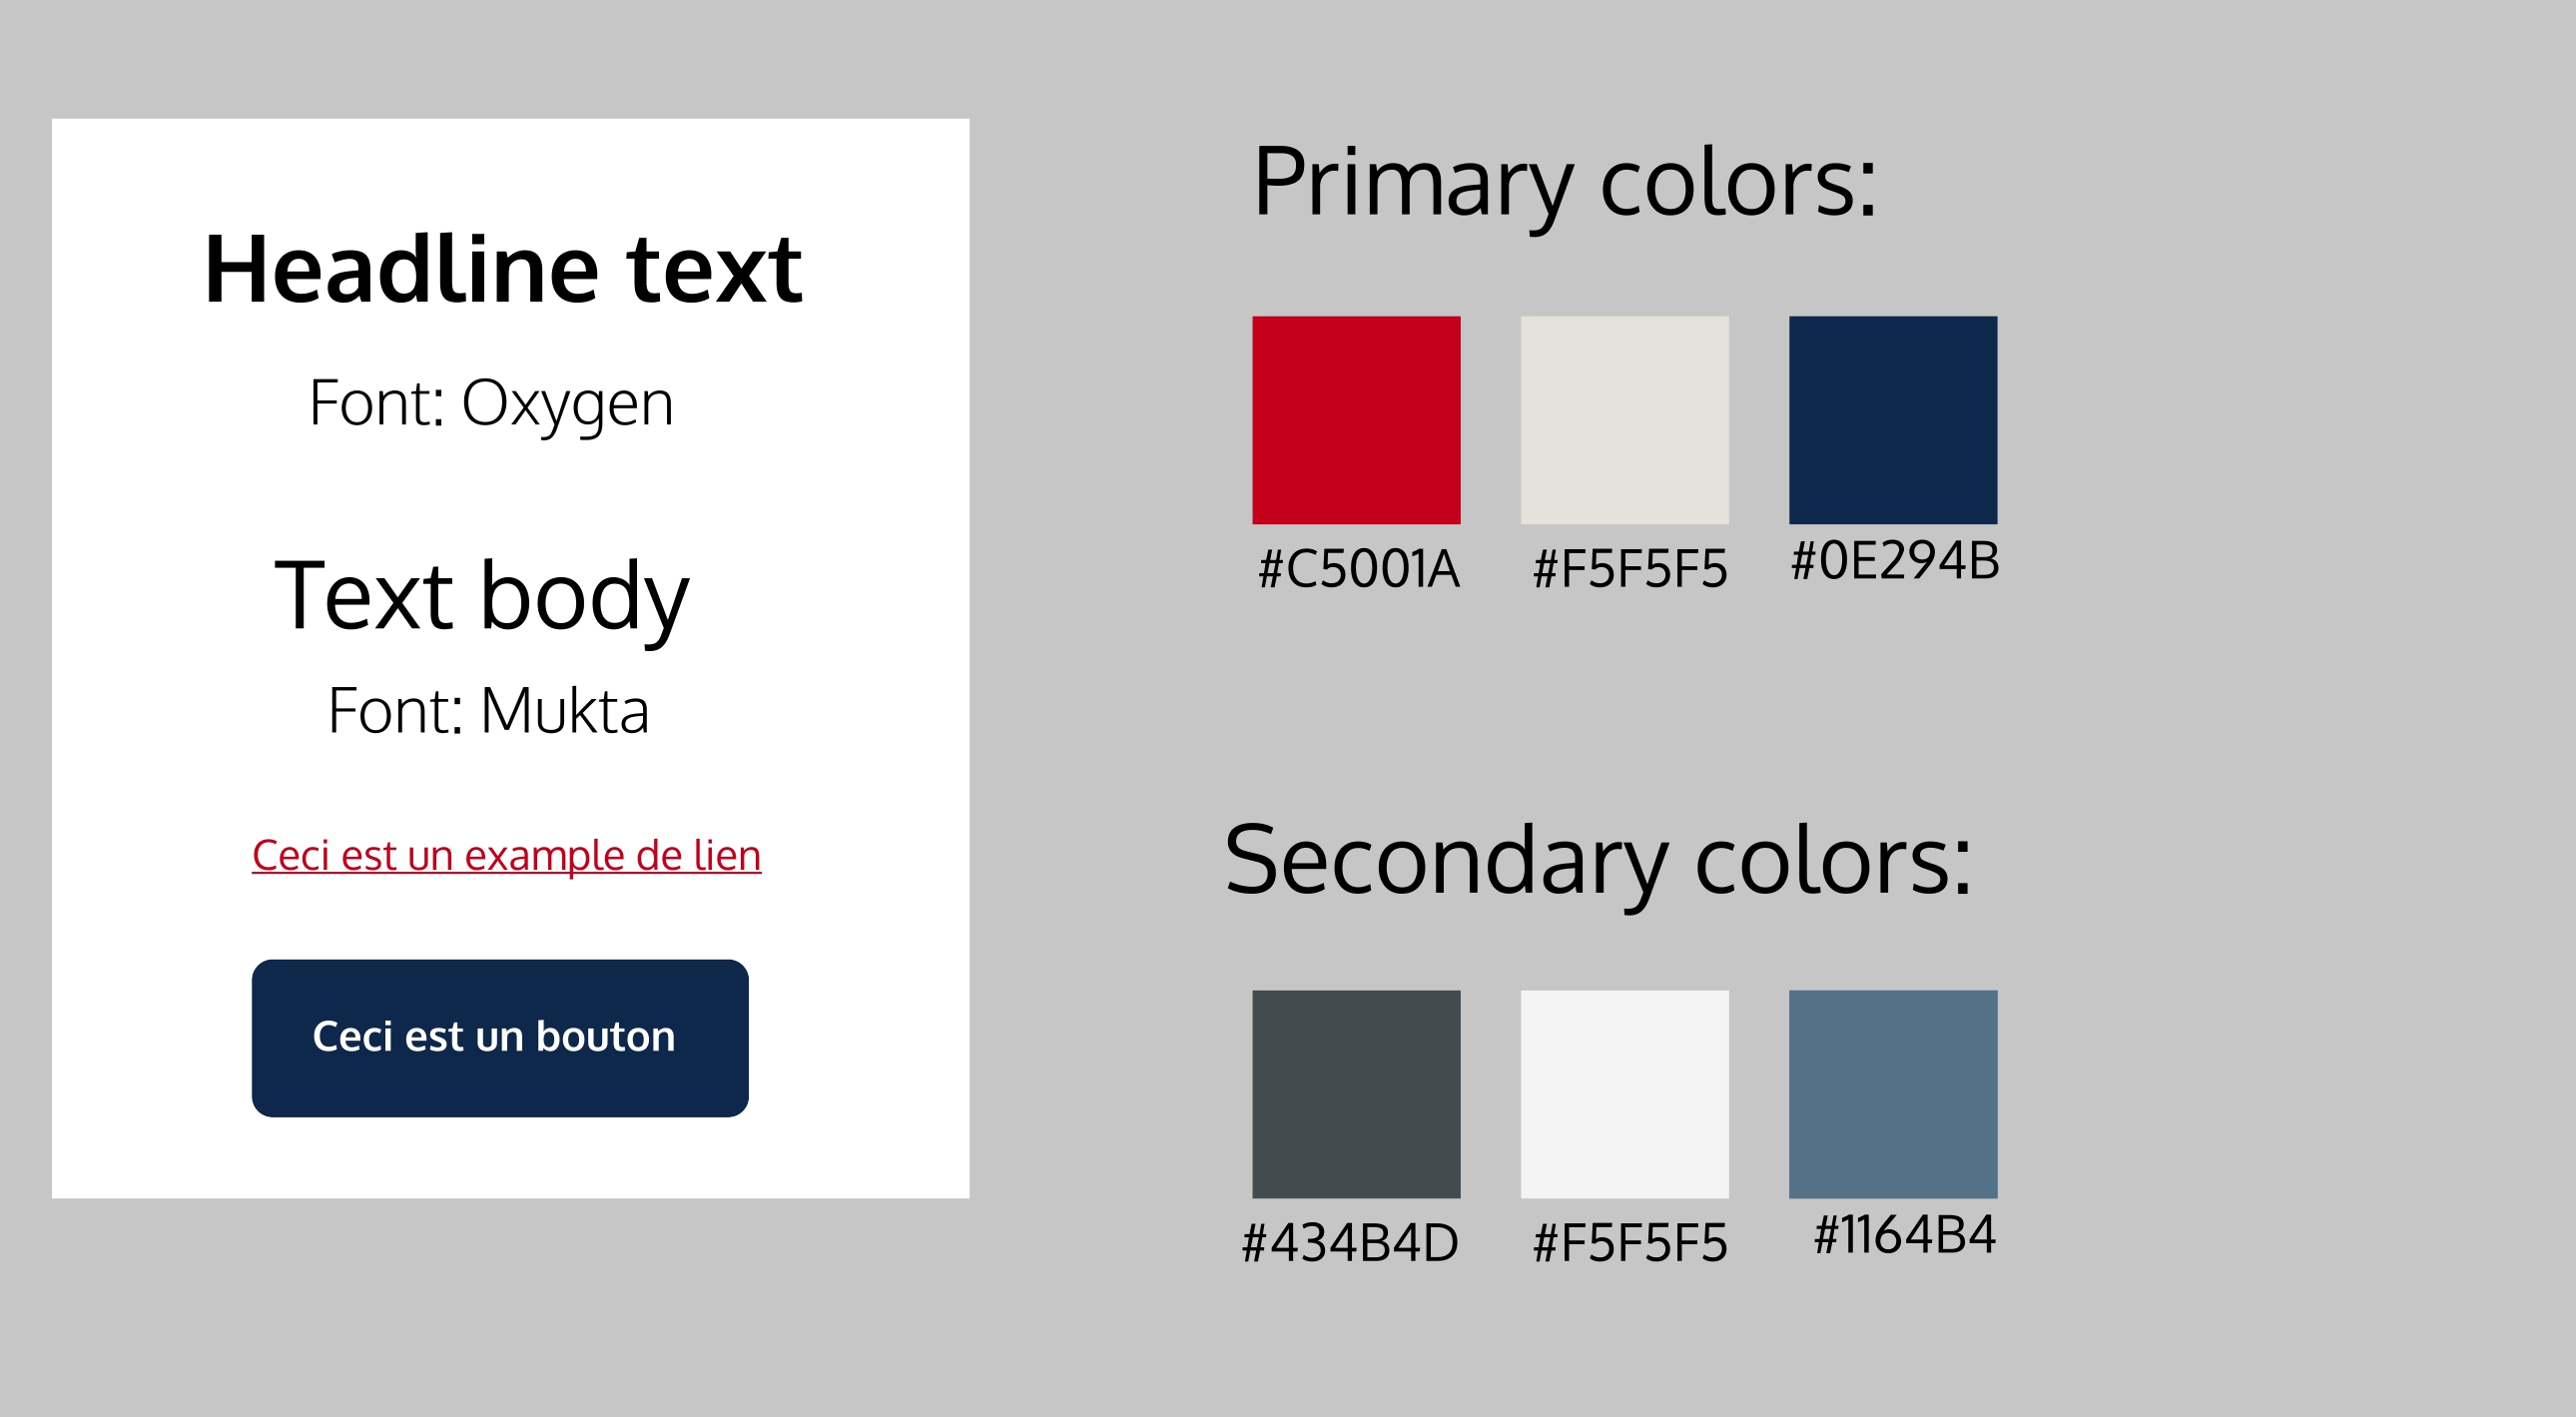 Headline text
Font: Oxygen
Text body
Font: Mukta
Ceci est un example de lien
Ceci est un bouton
Primary colors:
#C5001A
#F5F5F5
#0E294B
Secondary colors:
#434B4D
#F5F5F5
#1164B4